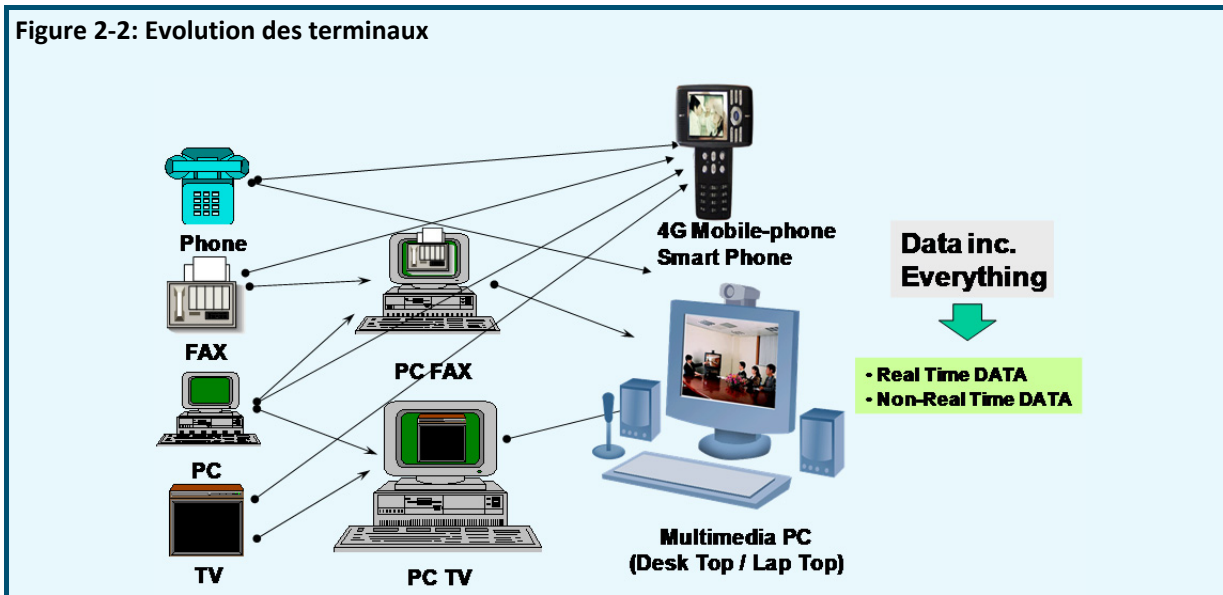 Figure 2-2: Evolution des terminaux
Phone
FAX
PC
TV
PC FAX
PC TV
4G Mobile-phone
Smart Phone
Multimedia PC
(Desk Top / Lap Top)
Data inc.
Everything
• Real Time DATA
• Non-Real Time DATA